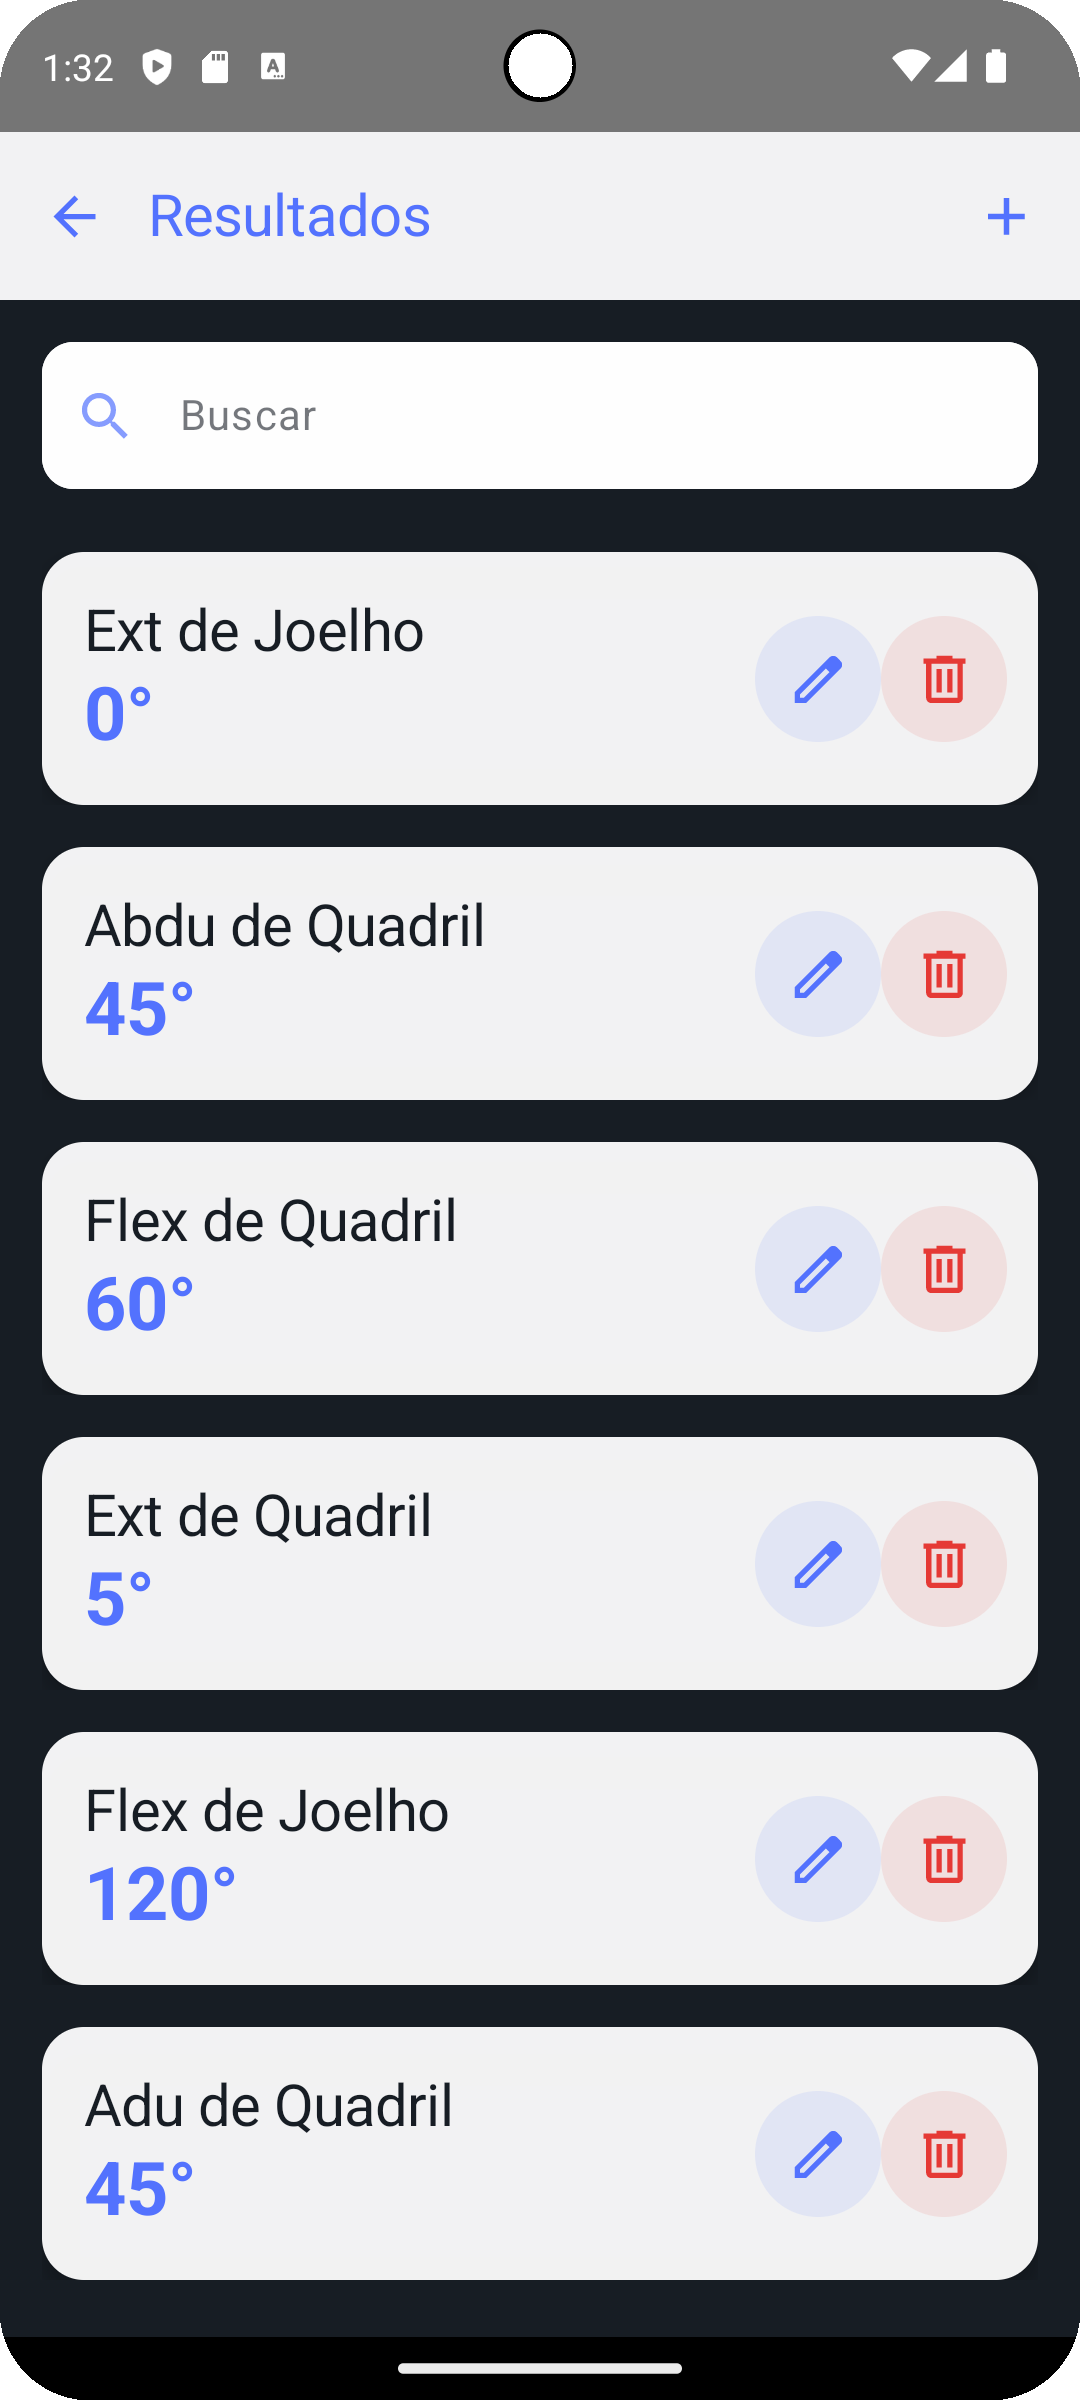 1:32
Resultados
Buscar
Ext de Joelho
0°
Abdu de Quadril
45°
Flex de Quadril
60°
Ext de Quadril
5°
Flex de Joelho
120°
Adu de Quadril
45°